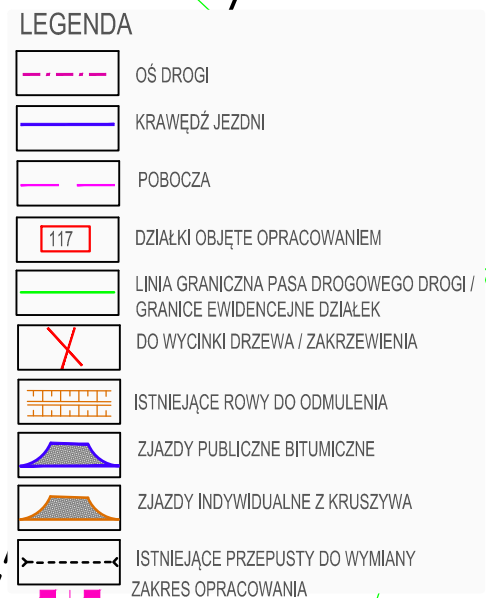 LEGENDA
OŚ DROGI
KRAWĘDŹ JEZDNI
POBOCZA
117 DZIAŁKI OBJĘTE OPRACOWANIEM
LINIA GRANICZNA PASA DROGOWEGO DROGI /
GRANICE EWIDENCEJNE DZIAŁEK
DO WYCINKI DRZEWA / ZAKRZEWIENIA
ISTNIEJĄCE ROWY DO ODMULENIA
ZJAZDY PUBLICZNE BITUMICZNE
ZJAZDY INDYWIDUALNE Z KRUSZYWA
ISTNIEJĄCE PRZEPUSTY DO WYMIANY
ZAKRES OPRACOWANIA